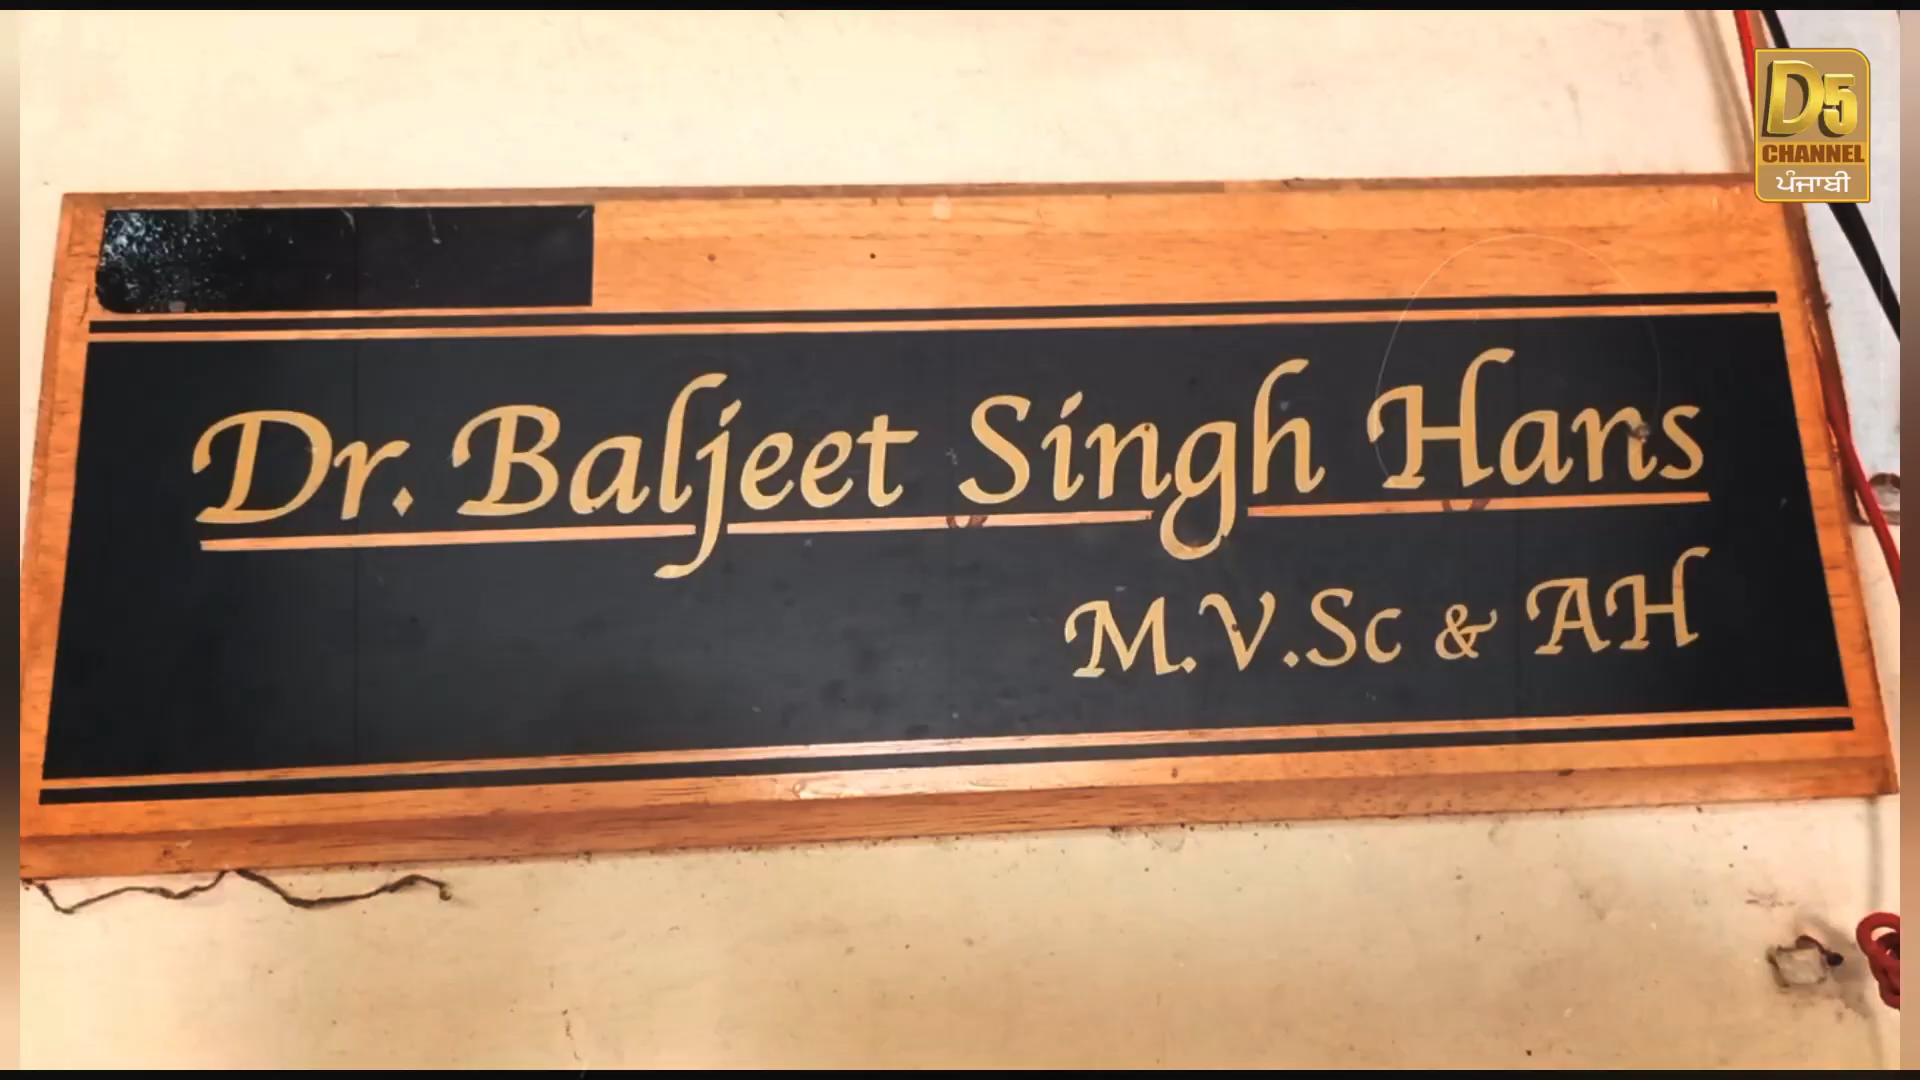 D5
CHANNEL
ਪੰਜਾਬੀ
Dr. Baljeet Singh Hans
M.V.Sc & AH